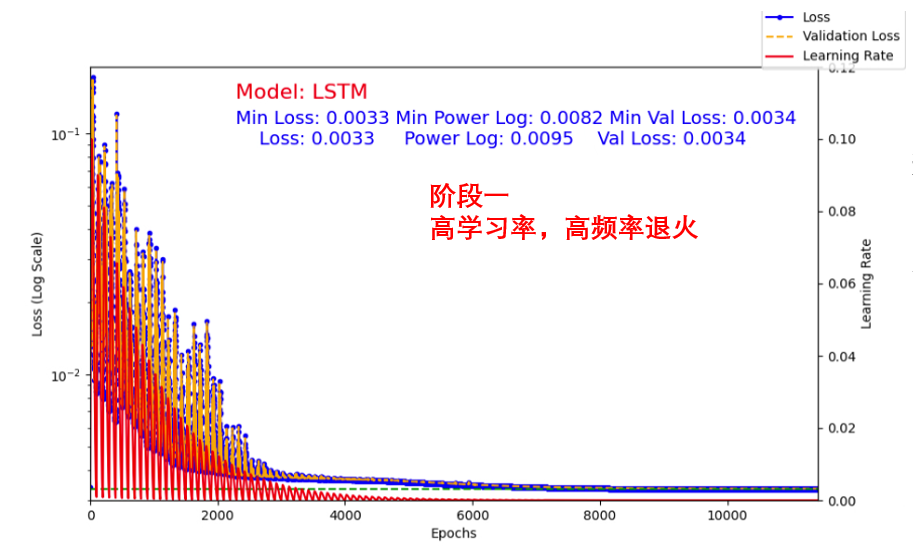 Loss
Validation Loss
Learning Rate
Model: LSTM
Min Loss: 0.0033 Min Power Log: 0.0082 Min Val Loss: 0.0034
Loss: 0.0033 Power Log: 0.0095 Val Loss: 0.0034
阶段一
高学习率，高频率退火
Loss (Log Scale)
10⁻¹
10⁻²
0.12
0.10
0.08
0.06
0.04
0.02
0.00
Learning Rate
0 2000 4000 6000 8000 10000
Epochs